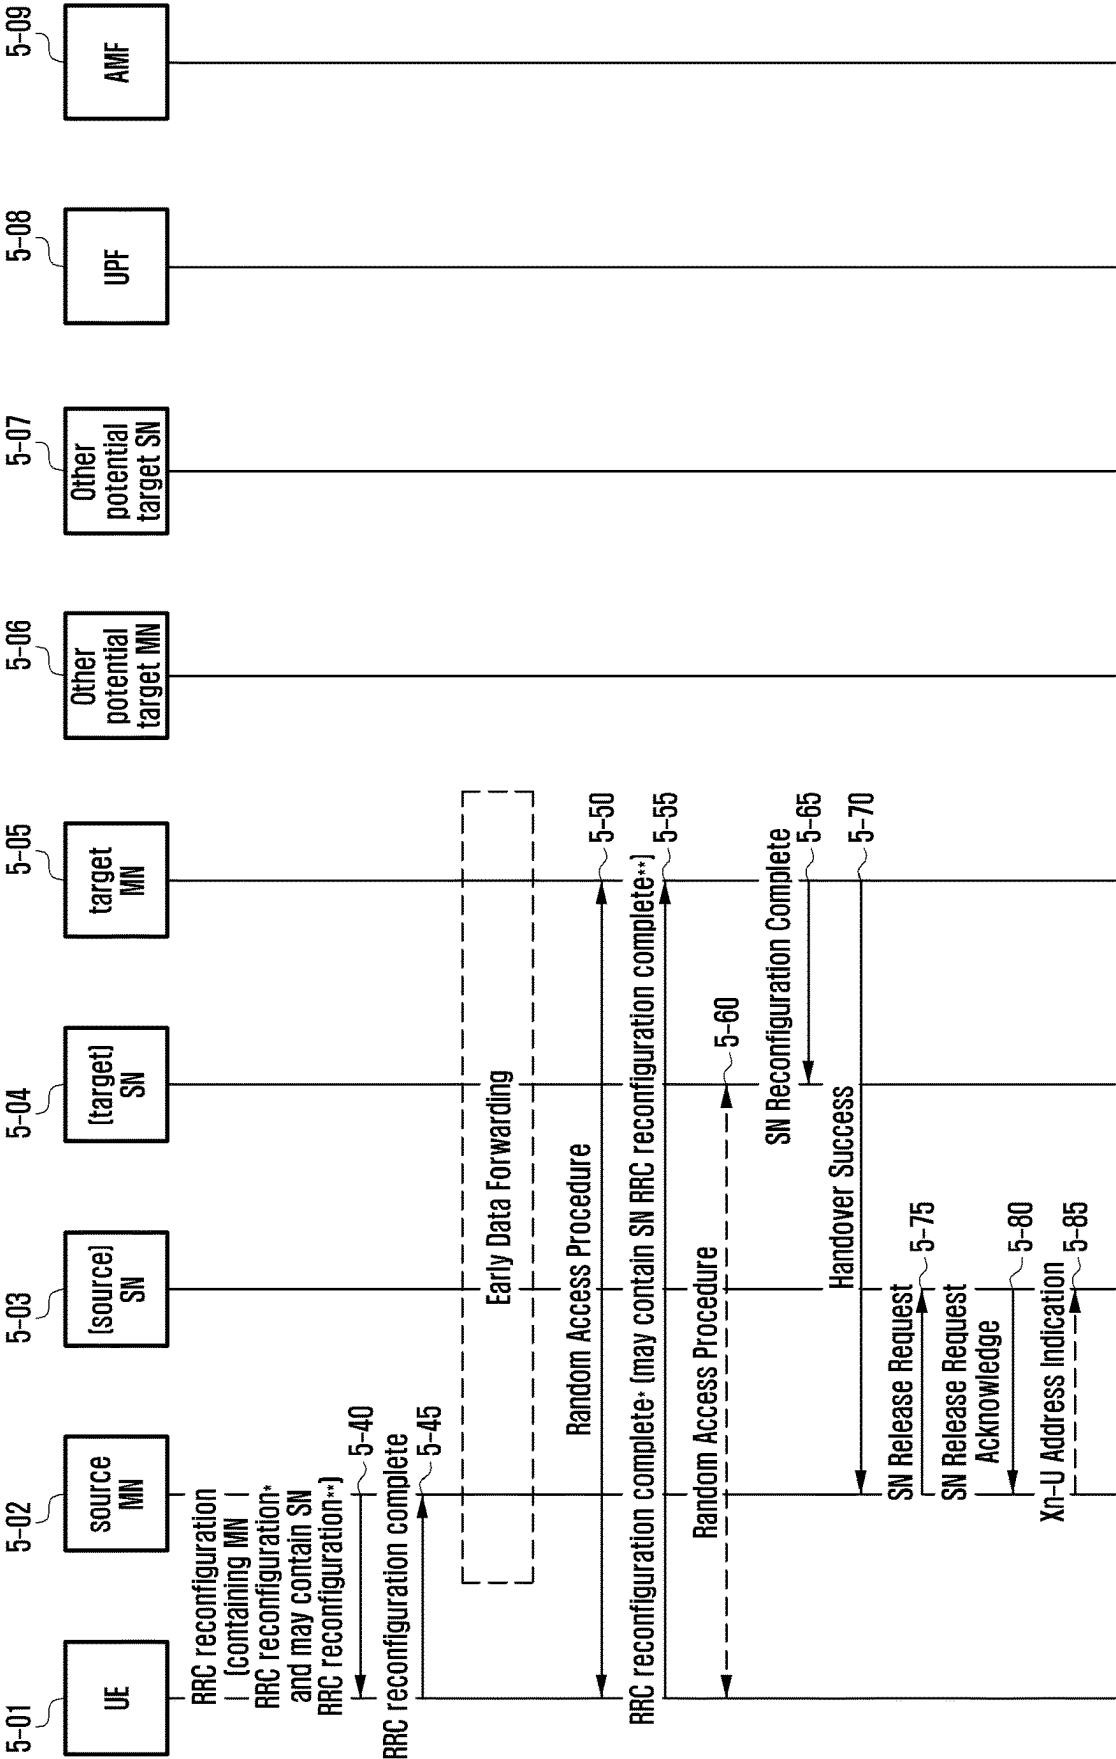 5-01
5-02
5-03
5-04
5-05
5-06
5-07
5-08
5-09
UE
source
MN
(source)
SN
(target)
SN
target
MN
Other
potential
target MN
Other
potential
target SN
UPF
AMF
RRC reconfiguration
(containing MN
RRC reconfiguration*
and may contain SN
RRC reconfiguration**)
5-40
RRC reconfiguration complete
5-45
Early Data Forwarding
Random Access Procedure
5-50
RRC reconfiguration complete* (may contain SN RRC reconfiguration complete**)
5-55
Random Access Procedure
5-60
SN Reconfiguration Complete
5-65
Handover Success
5-70
SN Release Request
5-75
SN Release Request
Acknowledge
5-80
Xn-U Address Indication
5-85